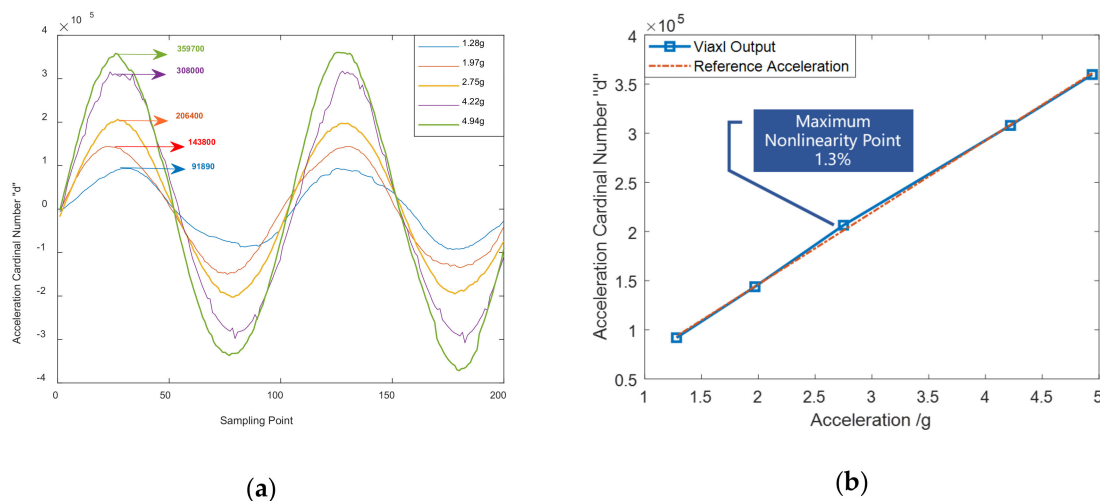 × 10 5
4
3
2
1
0
-1
-2
-3
-4
Acceleration Cardinal Number "d"
359700
308000
206400
143800
91890
1.28g
1.97g
2.75g
4.22g
4.94g
0
50
100
150
200
Sampling Point
(a)
× 10 5
4
3.5
3
2.5
2
1.5
1
0.5
Acceleration Cardinal Number "d"
Viaxl Output
Reference Acceleration
Maximum
Nonlinearity Point
1.3%
1
1.5
2
2.5
3
3.5
4
4.5
5
Acceleration /g
(b)